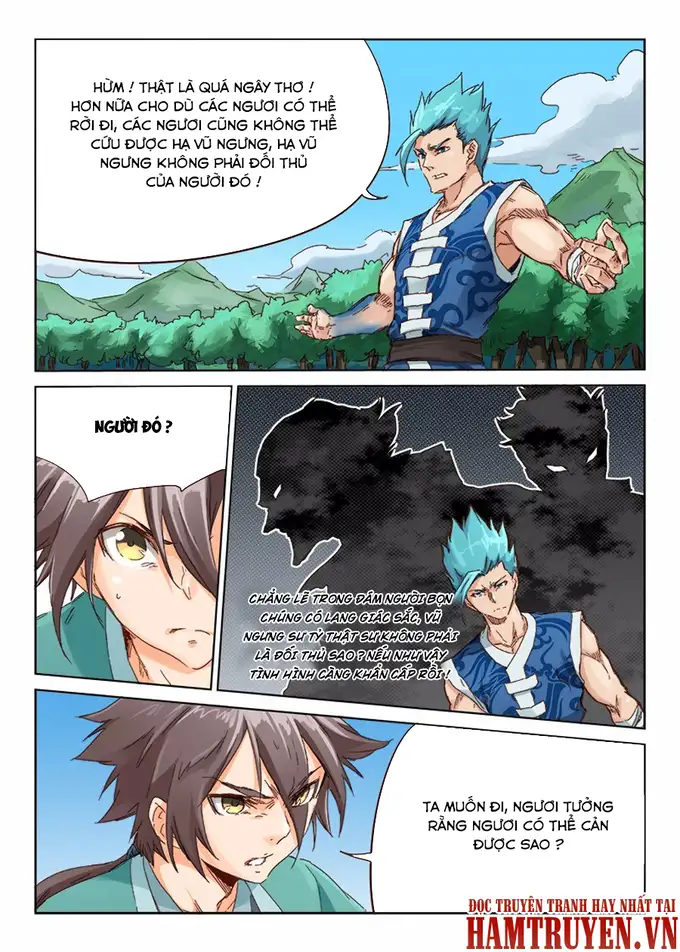 HỪM ! THẬT LÀ QUÁ NGÂY THƠ !
HƠN NỮA CHO DÙ CÁC NGƯƠI CÓ THỂ
RỜI ĐI, CÁC NGƯƠI CŨNG KHÔNG THỂ
CỨU ĐƯỢC HẠ VŨ NGƯNG, HẠ VŨ
NGƯNG KHÔNG PHẢI ĐỐI THỦ
CỦA NGƯỜI ĐÓ !
NGƯỜI ĐÓ ?
CHẲNG LẼ TRONG ĐÁM NGƯỜI BỌN
CHÚNG CÓ LANG GIÁC SẮC, VŨ
NGƯNG SƯ TỶ THẬT SỰ KHÔNG PHẢI
LÀ ĐỐI THỦ SAO ? NẾU NHƯ VẬY
TÌNH HÌNH CÀNG KHẨN CẤP RỒI !
TA MUỐN ĐI, NGƯƠI TƯỞNG
RẰNG NGƯƠI CÓ THỂ CẢN
ĐƯỢC SAO ?
ĐỌC TRUYỆN TRANH HAY NHẤT TẠI
HAMTRUYEN.VN